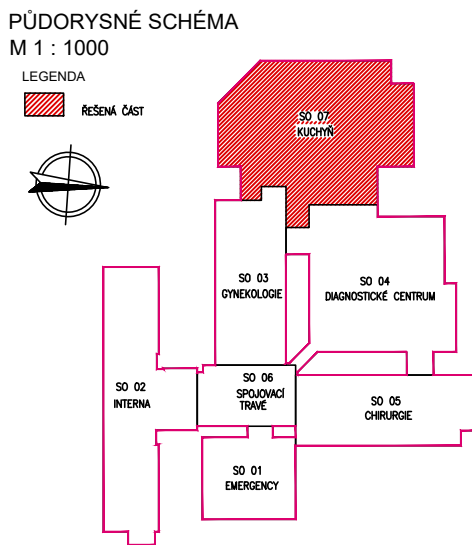 PŮDORYSNÉ SCHÉMA
M 1 : 1000
LEGENDA
ŘEŠENÁ ČÁST
SO 07
KUCHYŇ
SO 03
GYNEKOLOGIE
SO 04
DIAGNOSTICKÉ CENTRUM
SO 02
INTERNA
SO 06
SPOJOVACÍ
TRAVÉ
SO 05
CHIRURGIE
SO 01
EMERGENCY